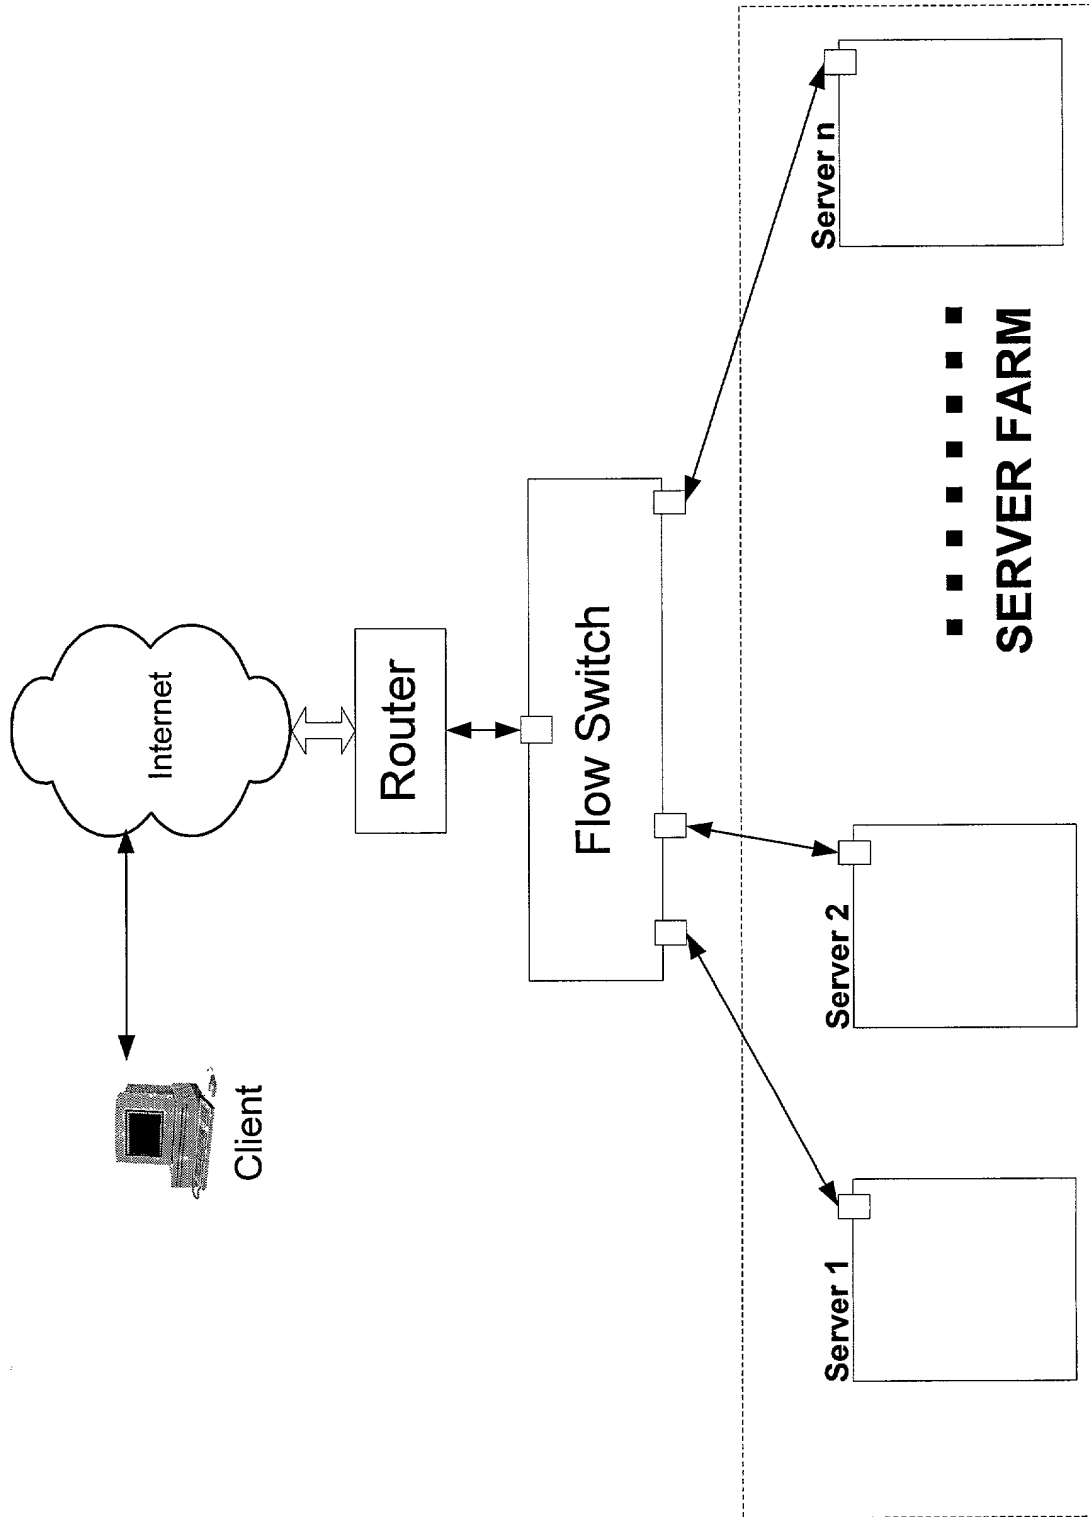 Client
Internet
Router
Flow Switch
Server 1
Server 2
Server n
SERVER FARM